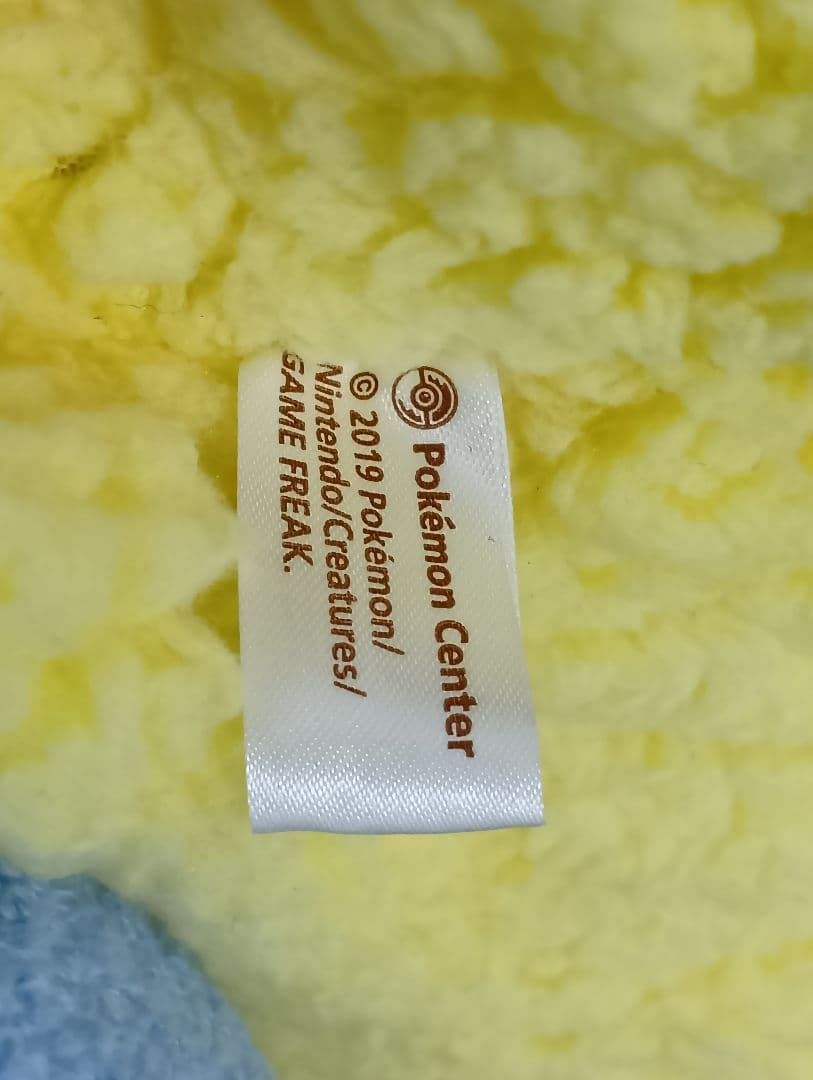 Pokémon Center
© 2019 Pokémon/
Nintendo/Creatures/
GAME FREAK.